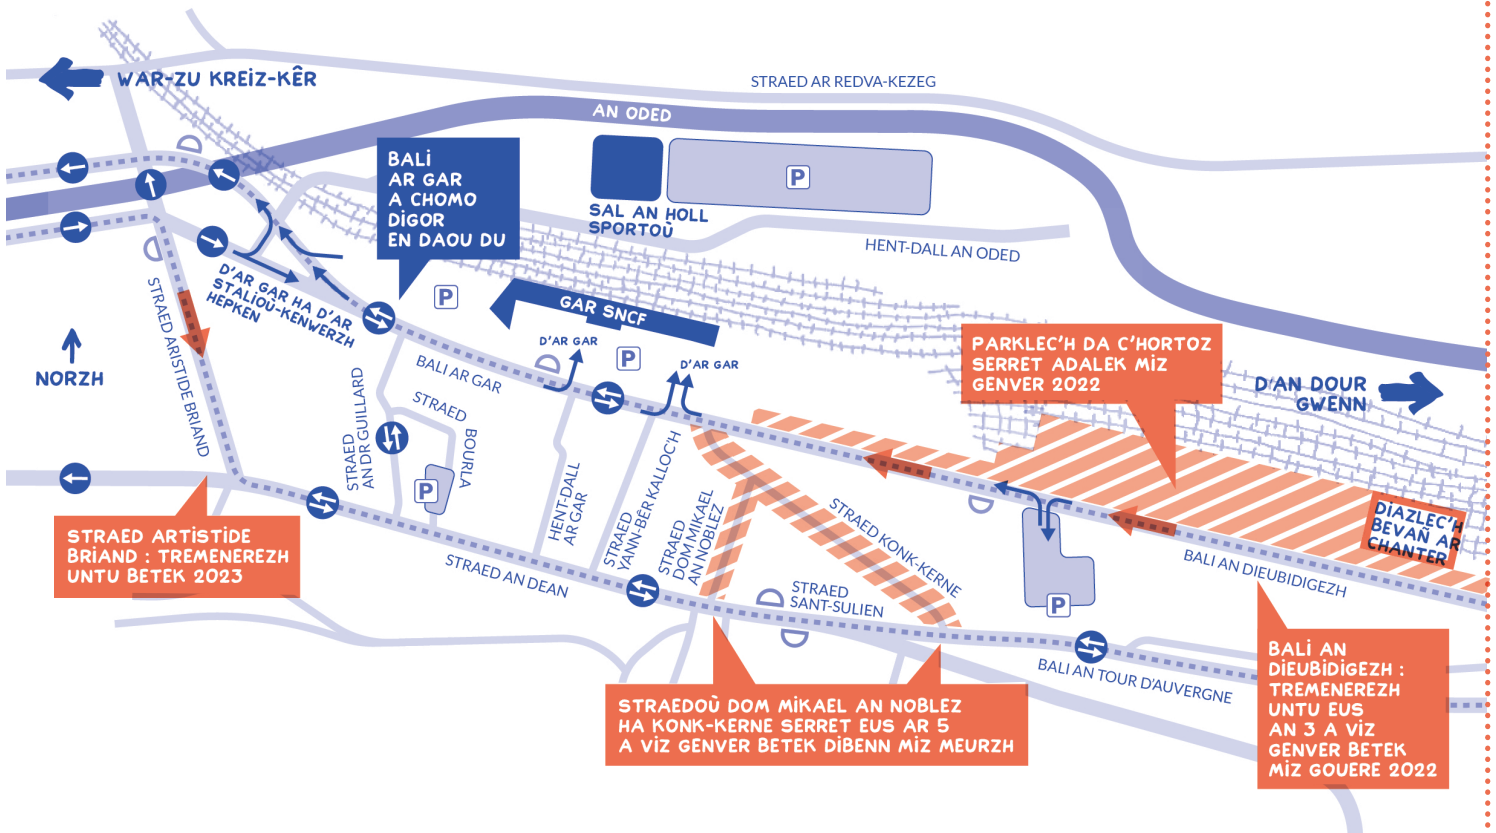 WAR-ZU KREIZ-KÊR
STRAED AR REDVA-KEZEG
AN ODED
BALI
AR GAR
A CHOMO
DIGOR
EN DAOU DU
P
SAL AN HOLL
SPORTOÙ
HENT-DALL AN ODED
D'AR GAR HA D'AR
STALIOÙ-KENWERZH
HEPKEN
STRAED ARISTIDE BRIAND
NORZH
P
GAR SNCF
D'AR GAR
P
D'AR GAR
BALI AR GAR
PARKLEC'H DA C'HORTOZ
SERRET ADALEK MIZ
GENVER 2022
D'AN DOUR
GWENN
STRAED
AN DR GUILLARD
STRAED
BOURLA
P
HENT-DALL
AR GAR
STRAED
YANN-BÊR KALLOC'H
STRAED
DOM MIKAEL
AN NOBLEZ
STRAED KONK-KERNE
DIAZLEC'H
BEVAÑ AR
CHANTER
STRAED ARTISTIDE
BRIAND : TREMENEREZH
UNTU BETEK 2023
STRAED AN DEAN
STRAED
SANT-SULIEN
P
BALI AN DIEUBIDIGEZH
BALI AN TOUR D'AUVERGNE
STRAEDOÙ DOM MIKAEL AN NOBLEZ
HA KONK-KERNE SERRET EUS AR 5
A VIZ GENVER BETEK DIBENN MIZ MEURZH
BALI AN
DIEUBIDIGEZH :
TREMENEREZH
UNTU EUS
AN 3 A VIZ
GENVER BETEK
MIZ GOUERE 2022